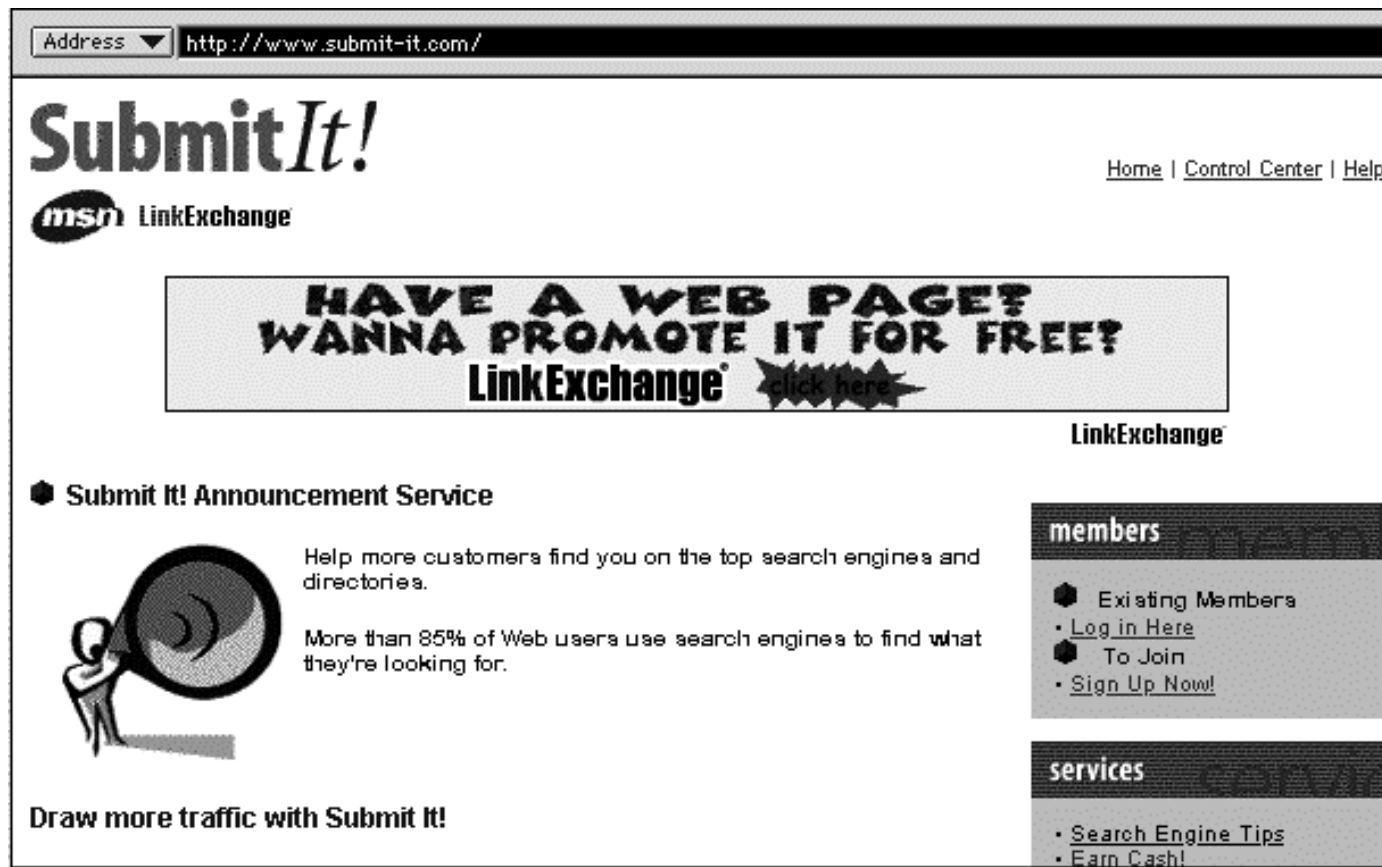 Address http://www.submit-it.com/
SubmitIt!
Home | Control Center | Help
msn LinkExchange
HAVE A WEB PAGE?
WANNA PROMOTE IT FOR FREE?
LinkExchange® click here
LinkExchange
Submit It! Announcement Service
Help more customers find you on the top search engines and
directories.
More than 85% of Web users use search engines to find what
they're looking for.
Draw more traffic with Submit It!
members
Existing Members
• Log in Here
To Join
• Sign Up Now!
services
• Search Engine Tips
• Earn Cash!